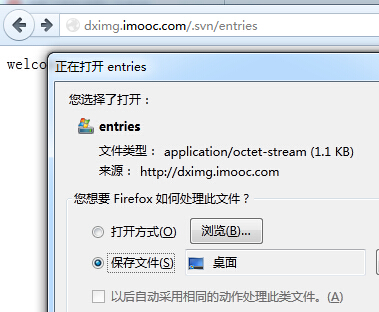 dximg.imooc.com/.svn/entries
welco
正在打开 entries
您选择了打开：
entries
文件类型： application/octet-stream (1.1 KB)
来源： http://dximg.imooc.com
您想要 Firefox 如何处理此文件？
打开方式(O) 浏览(B)...
保存文件(S) 桌面
以后自动采用相同的动作处理此类文件。(A)